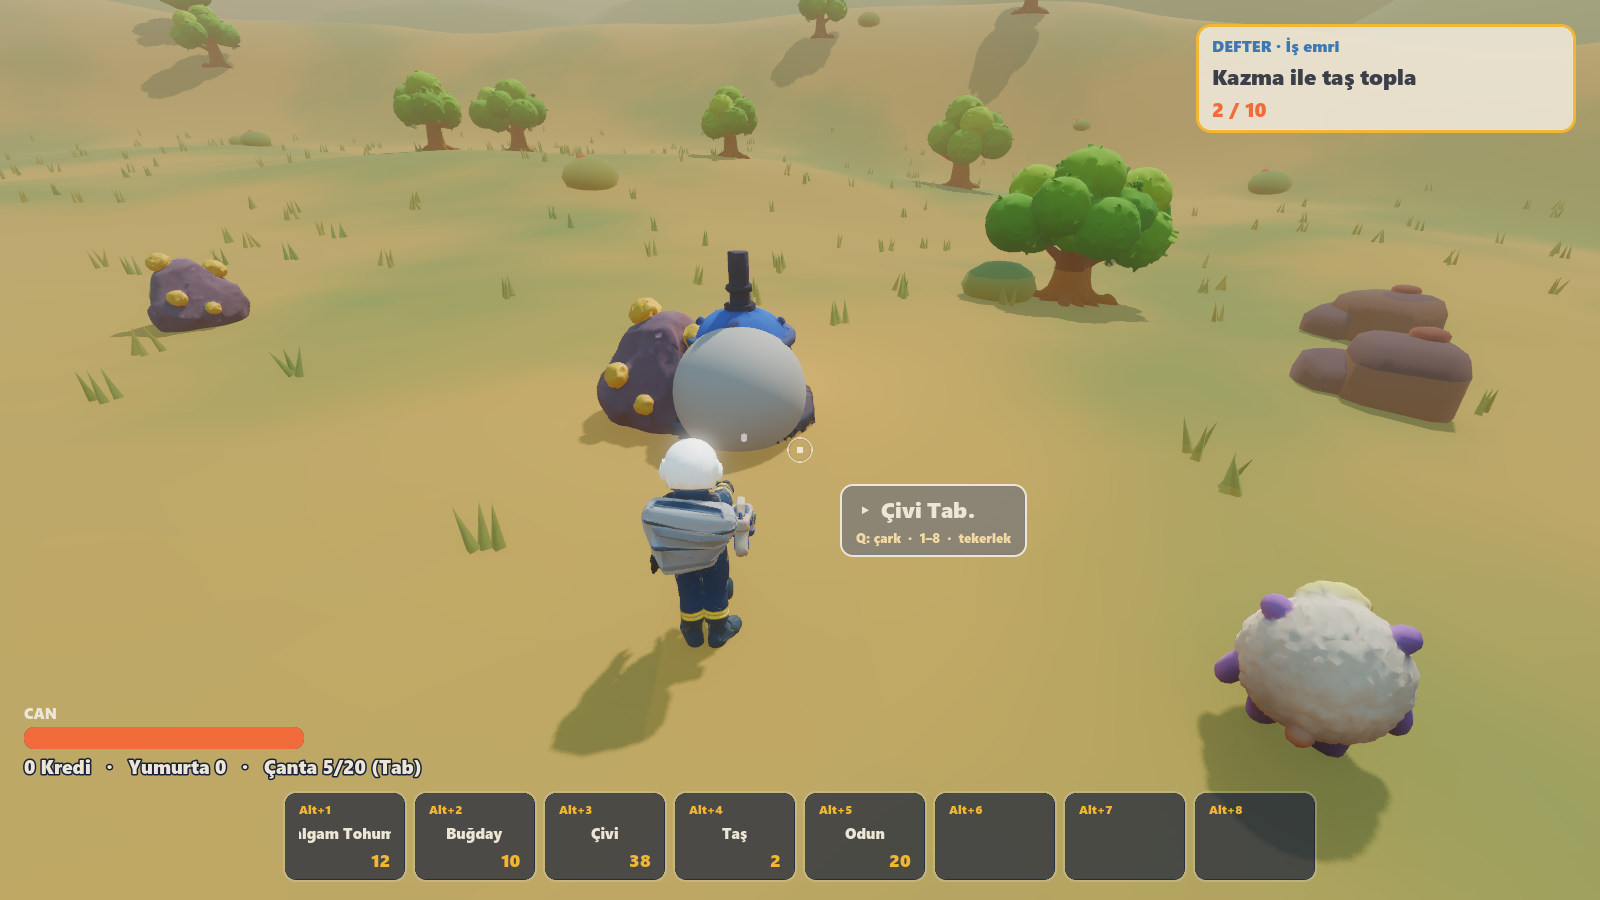 DEFTER · İş emri
Kazma ile taş topla
2 / 10
Çivi Tab.
Q: çark · 1-8 · tekerlek
CAN
0 Kredi · Yumurta 0 · Çanta 5/20 (Tab)
Alt+1 Alt+2 Alt+3 Alt+4 Alt+5 Alt+6 Alt+7 Alt+8
lgam Tohum Buğday Çivi Taş Odun
12 10 38 2 20